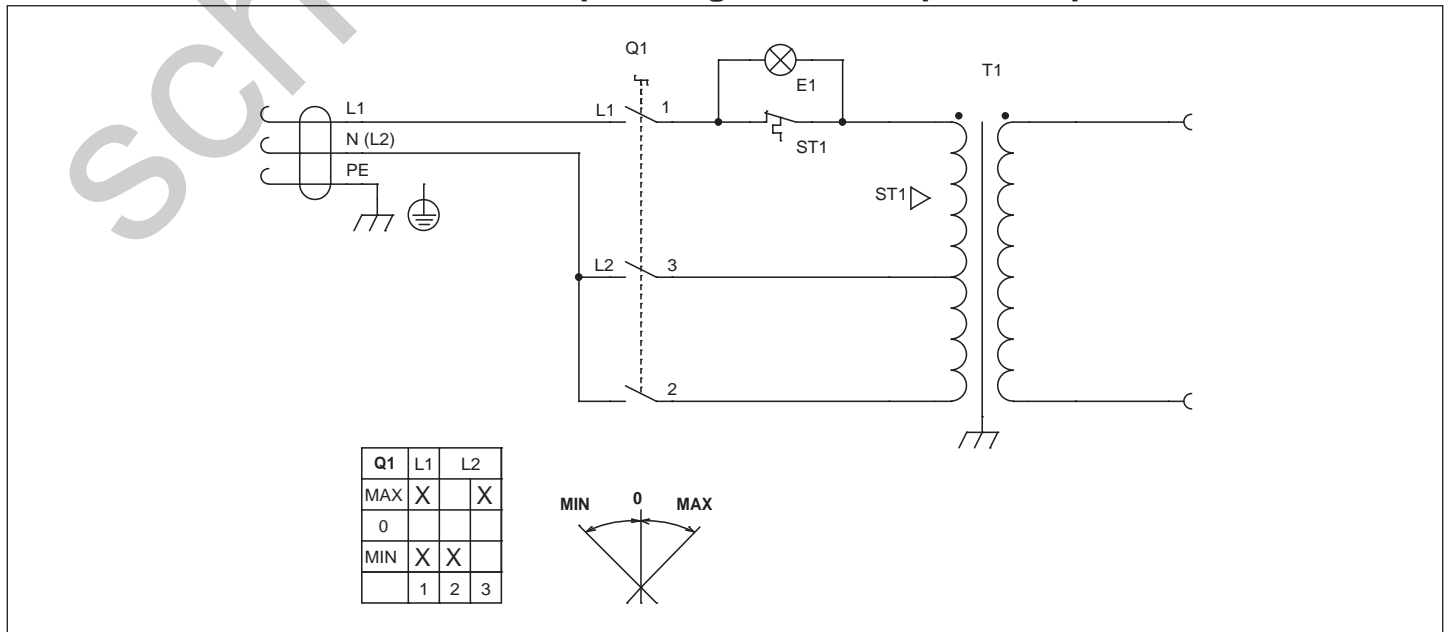 sch
Q1
E1
T1
L1
L1
1
N (L2)
ST1
PE
ST1
L2
3
2
Q1 L1 L2
MAX X X
0
MIN X X
1 2 3
MIN 0 MAX